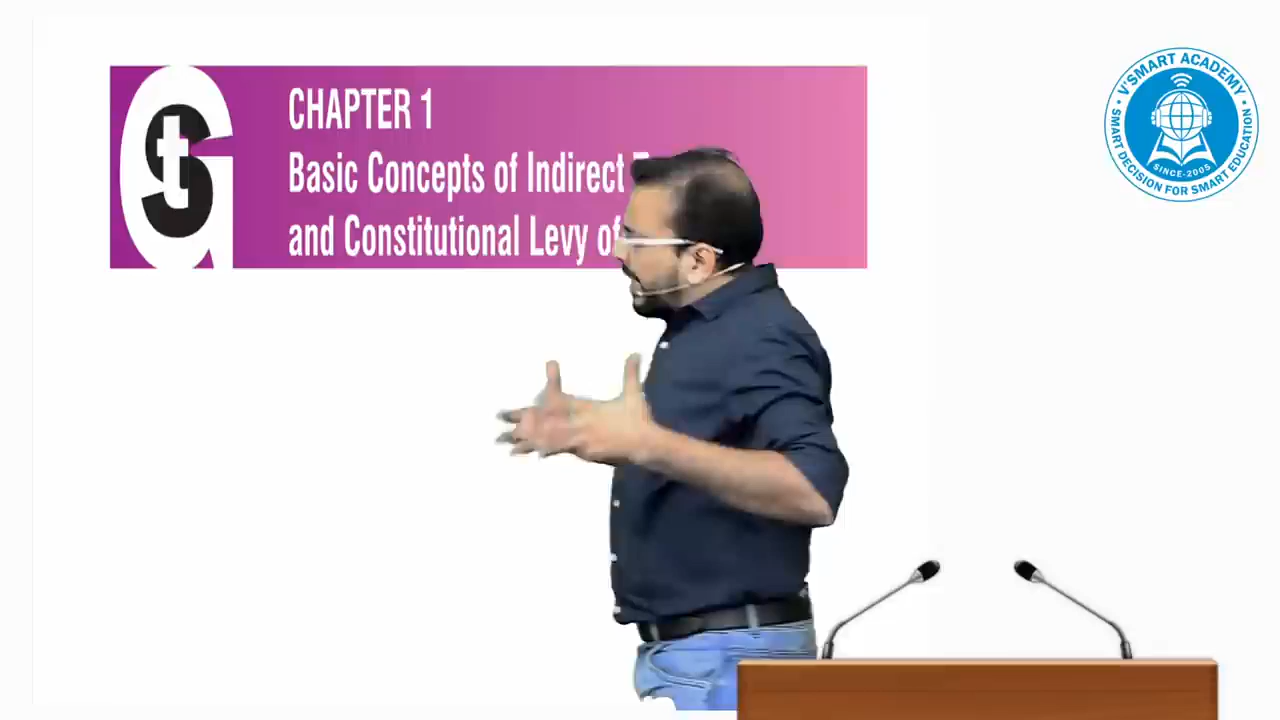 Gst
CHAPTER 1
Basic Concepts of Indirect
and Constitutional Levy of
V'SMART ACADEMY
SMART DECISION FOR SMART EDUCATION
SINCE-2005